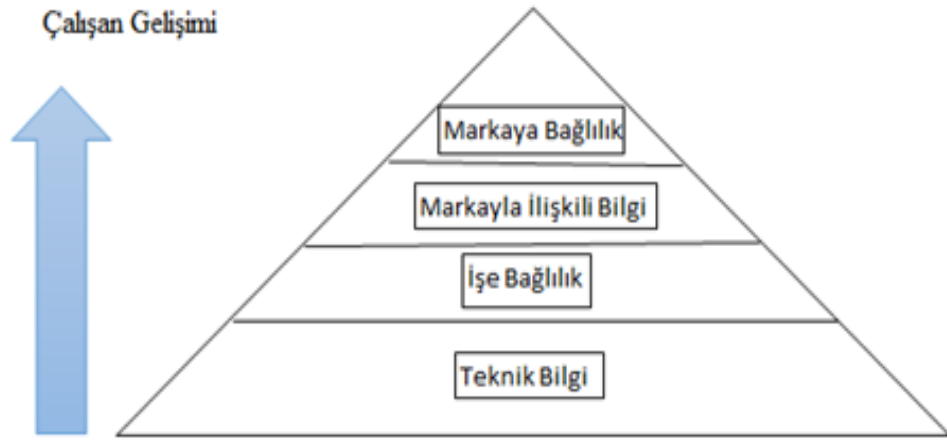 Çalışan Gelişimi
Markaya Bağlılık
Markayla İlişkili Bilgi
İşe Bağlılık
Teknik Bilgi